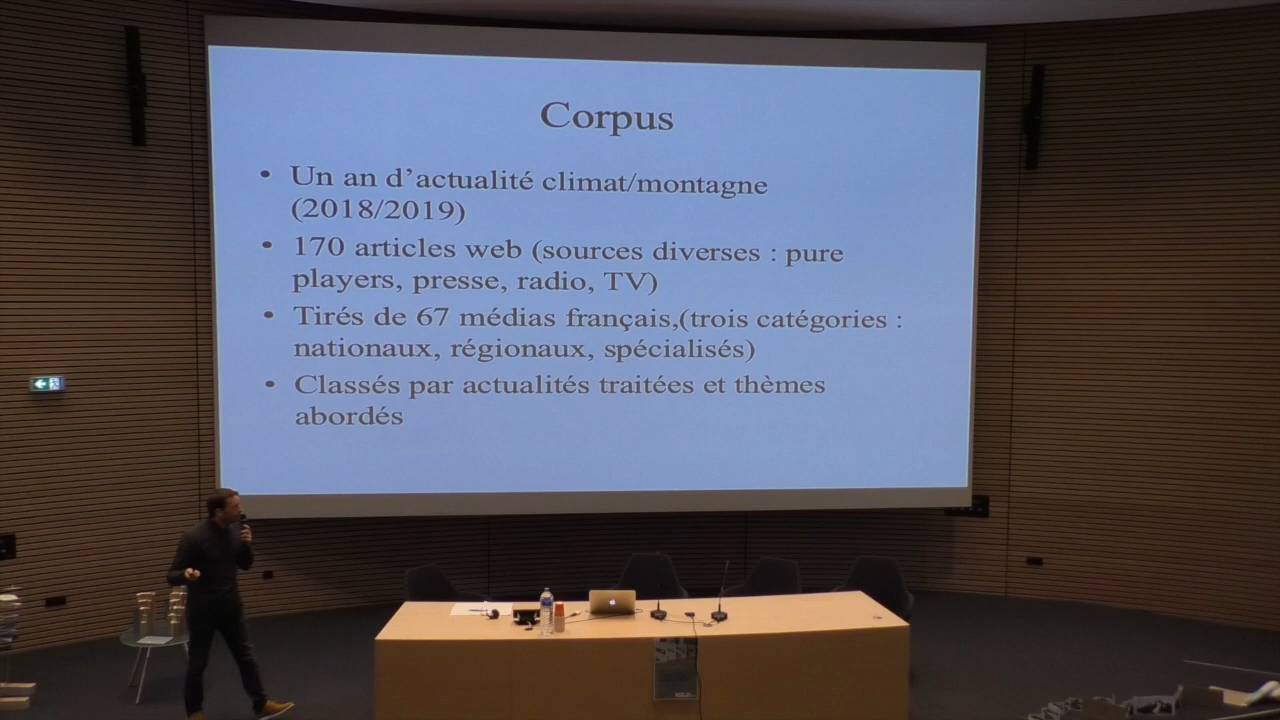 Corpus
• Un an d’actualité climat/montagne
(2018/2019)
• 170 articles web (sources diverses : pure
players, presse, radio, TV)
• Tirés de 67 médias français,(trois catégories :
nationaux, régionaux, spécialisés)
• Classés par actualités traitées et thèmes
abordés